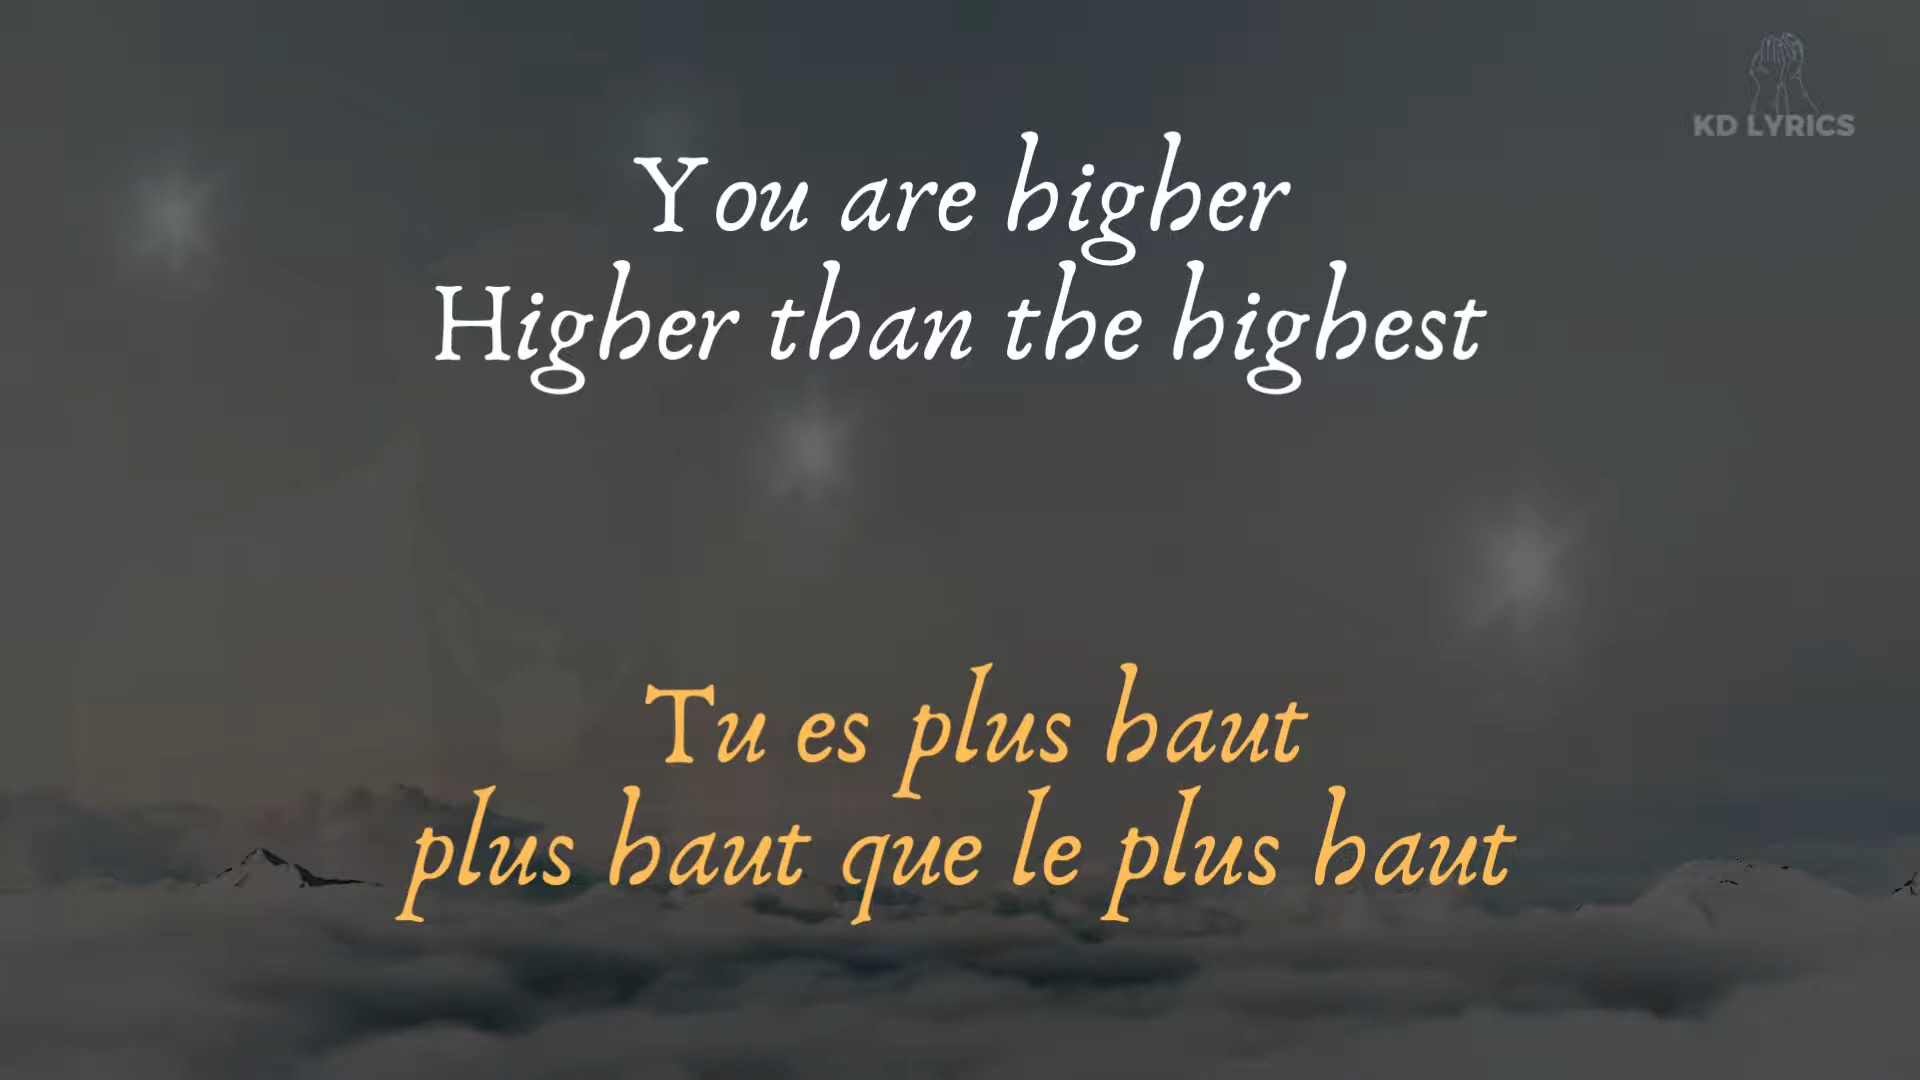 KD LYRICS
You are higher
Higher than the highest
Tu es plus haut
plus haut que le plus haut